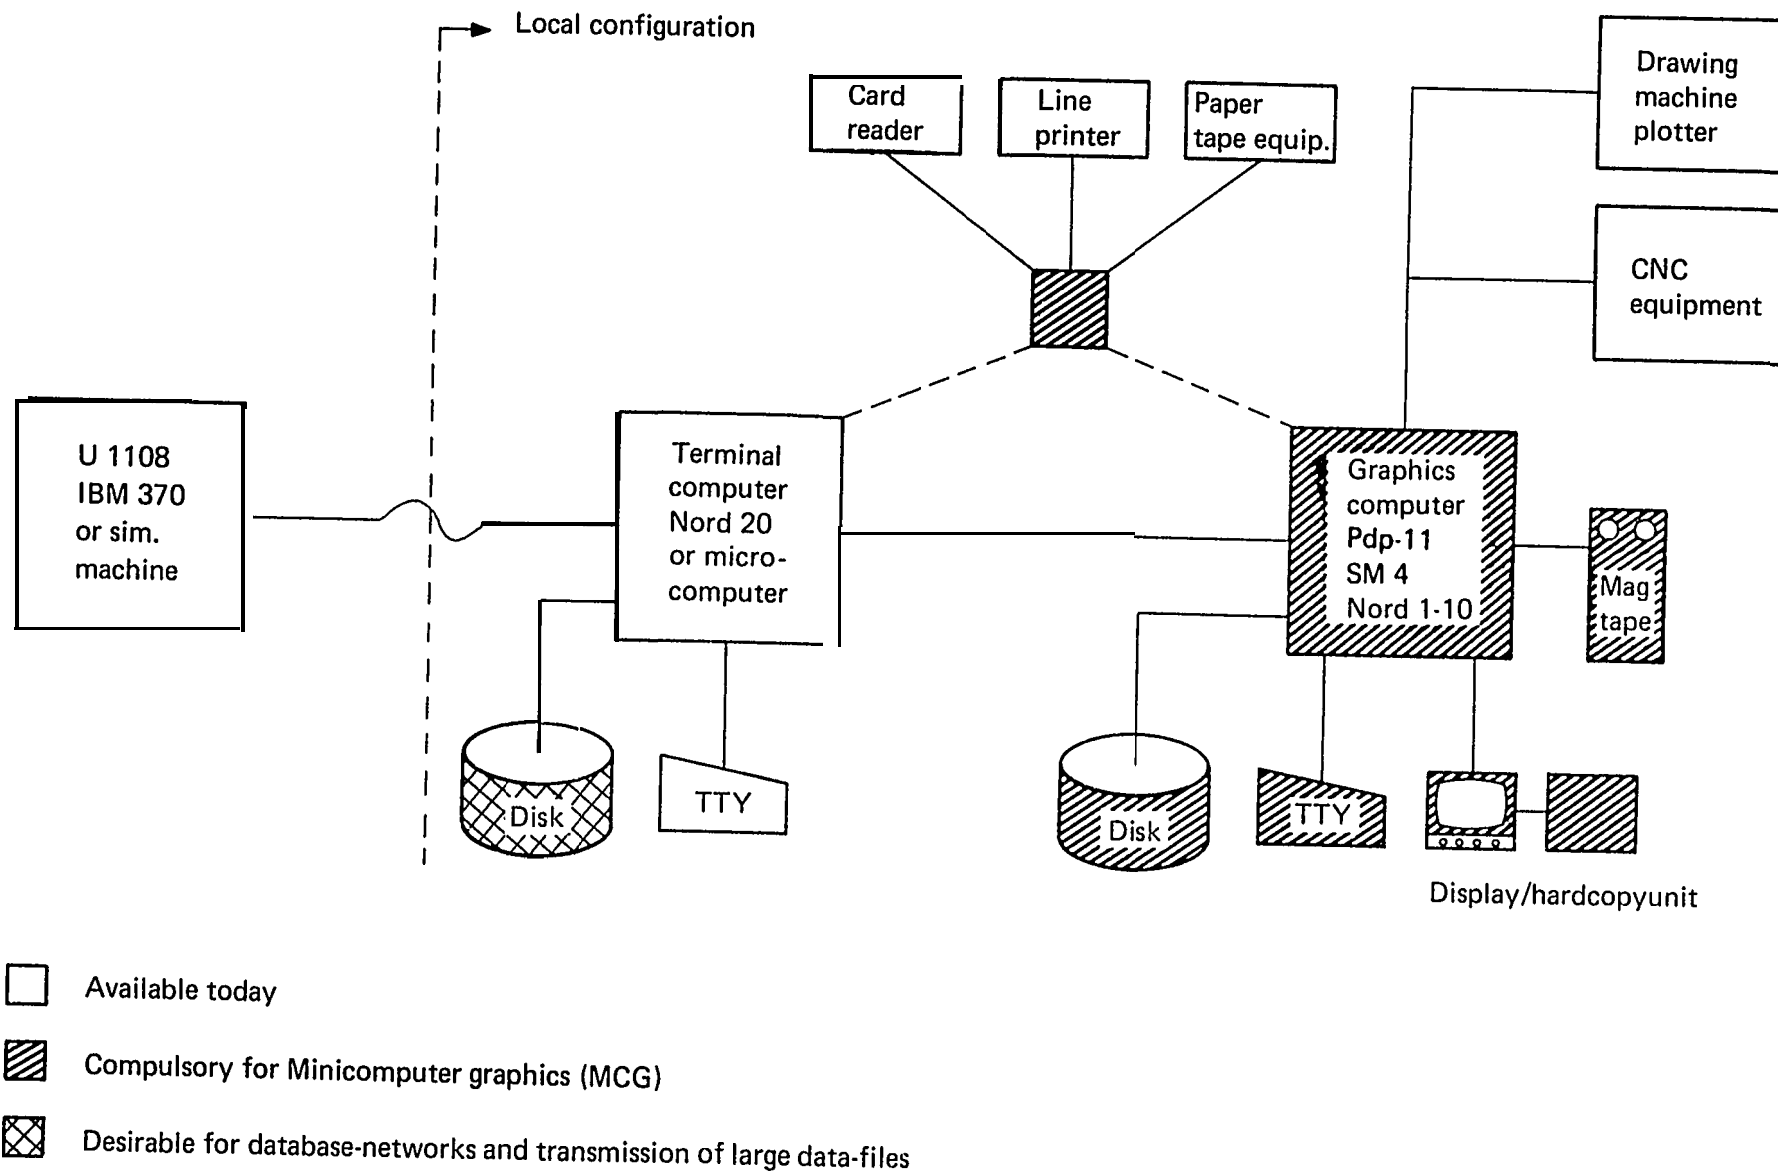 Local configuration
Card
reader
Line
printer
Paper
tape equip.
Drawing
machine
plotter
CNC
equipment
U 1108
IBM 370
or sim.
machine
Terminal
computer
Nord 20
or micro-
computer
Graphics
computer
Pdp-11
SM 4
Nord 1-10
Mag
tape
Disk
TTY
Disk
TTY
Display/hardcopyunit
Available today
Compulsory for Minicomputer graphics (MCG)
Desirable for database-networks and transmission of large data-files